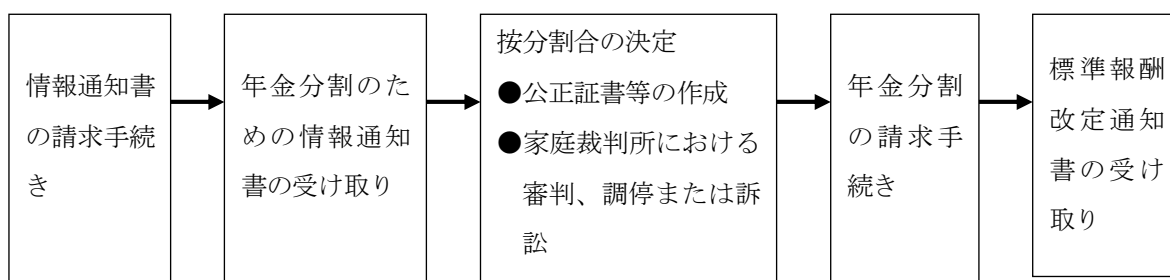 情報通知書
の請求手続
き
年金分割のた
めの情報通知
書の受け取り
按分割合の決定
●公正証書等の作成
●家庭裁判所における
審判、調停または訴
訟
年金分割
の請求手
続き
標準報酬
改定通知
書の受け
取り